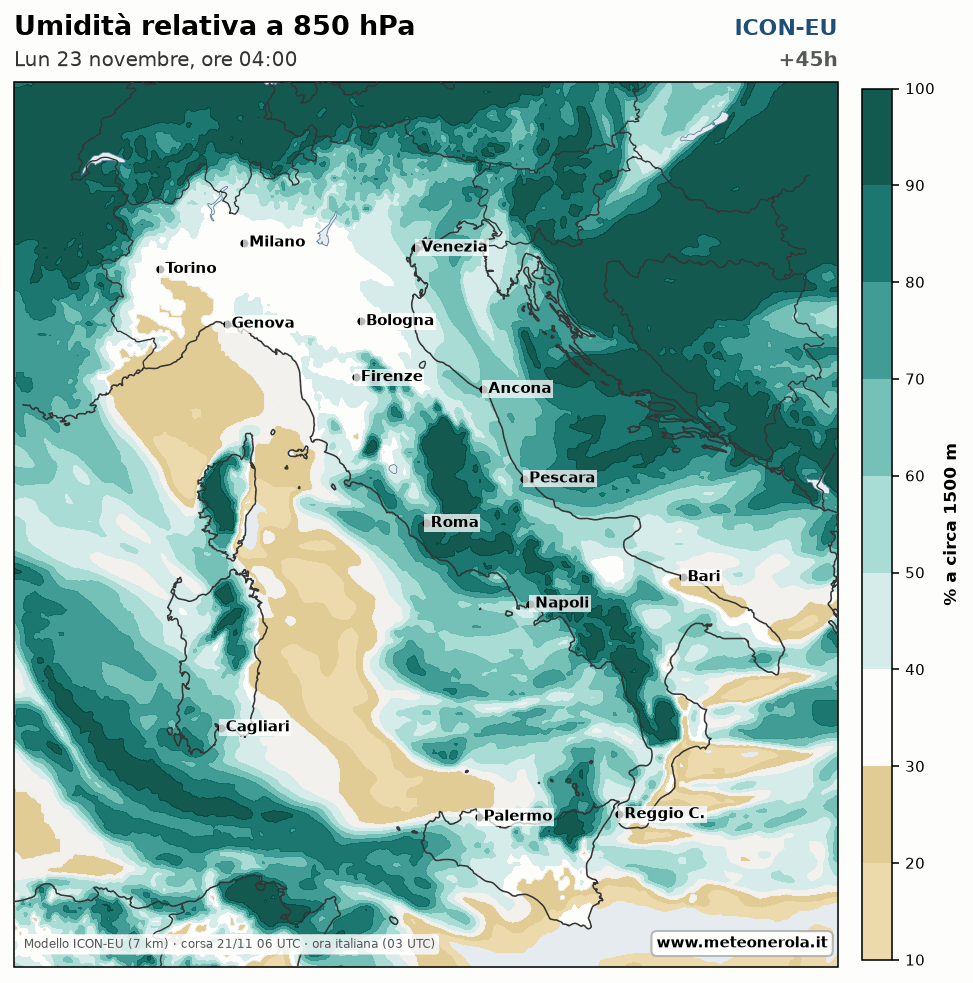 Umidità relativa a 850 hPa
ICON-EU
Lun 23 novembre, ore 04:00
+45h
100
90
80
70
60
50
40
30
20
10
% a circa 1500 m
Milano
Venezia
Torino
Genova
Bologna
Firenze
Ancona
Pescara
Roma
Bari
Napoli
Cagliari
Palermo
Reggio C.
Modello ICON-EU (7 km) · corsa 21/11 06 UTC · ora italiana (03 UTC)
www.meteonerola.it